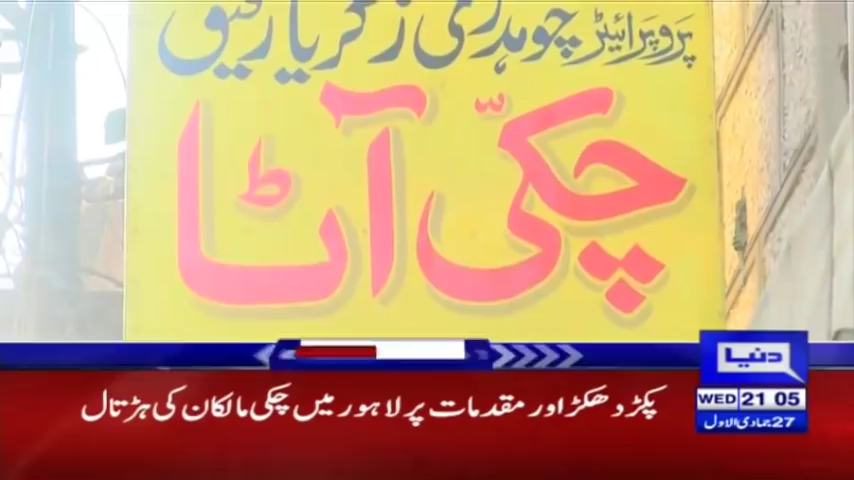 پروپرائیٹر چوہدری زکریا رفیق
چکّی آٹا
دنیا
پکڑ دھکڑ اور مقدمات پر لاہور میں چکی مالکان کی ہڑتال
WED 21 05
27 جمادی الاول